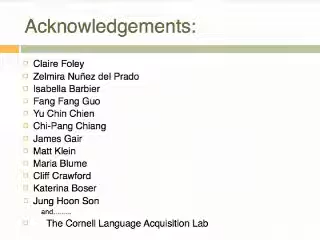 Acknowledgements:
Claire Foley
Zelmira Nuñez del Prado
Isabella Barbier
Fang Fang Guo
Yu Chin Chien
Chi-Pang Chiang
James Gair
Matt Klein
Maria Blume
Cliff Crawford
Katerina Boser
Jung Hoon Son
and.........
The Cornell Language Acquisition Lab